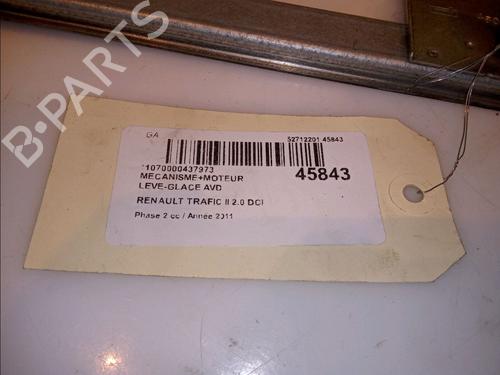 B-PARTS
GA
52712201 45843
*1070000437973
45843
MECANISME+MOTEUR
LEVE-GLACE AVD
RENAULT TRAFIC II 2.0 DCI
Phase 2 cc / Année 2011